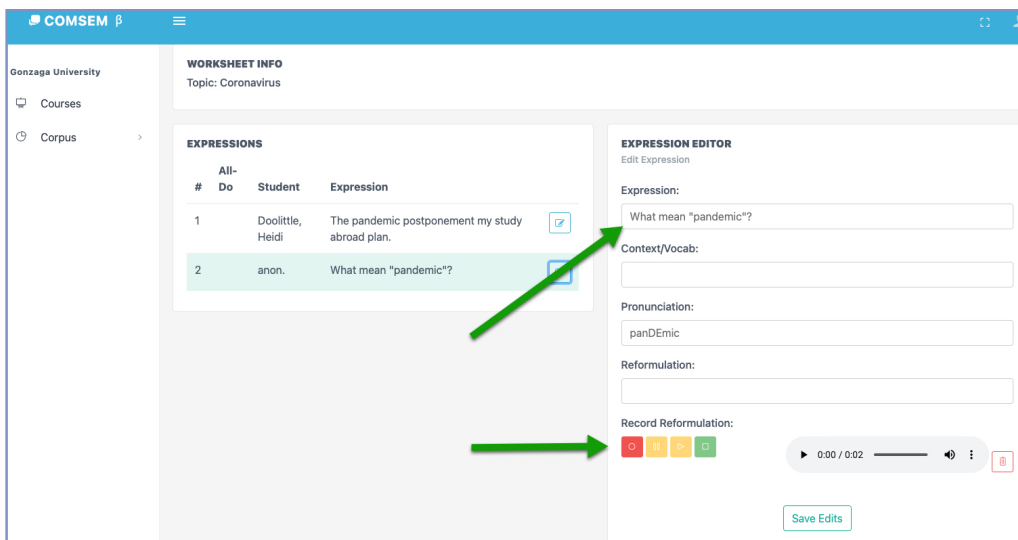 COMSEM β
Gonzaga University
Courses
Corpus
WORKSHEET INFO
Topic: Coronavirus
EXPRESSIONS
# All-Do Student Expression
1 Doolittle, Heidi The pandemic postponement my study
abroad plan.
2 anon. What mean "pandemic"?
EXPRESSION EDITOR
Edit Expression
Expression:
What mean "pandemic"?
Context/Vocab:
Pronunciation:
panDEmic
Reformulation:
Record Reformulation:
0:00 / 0:02
Save Edits